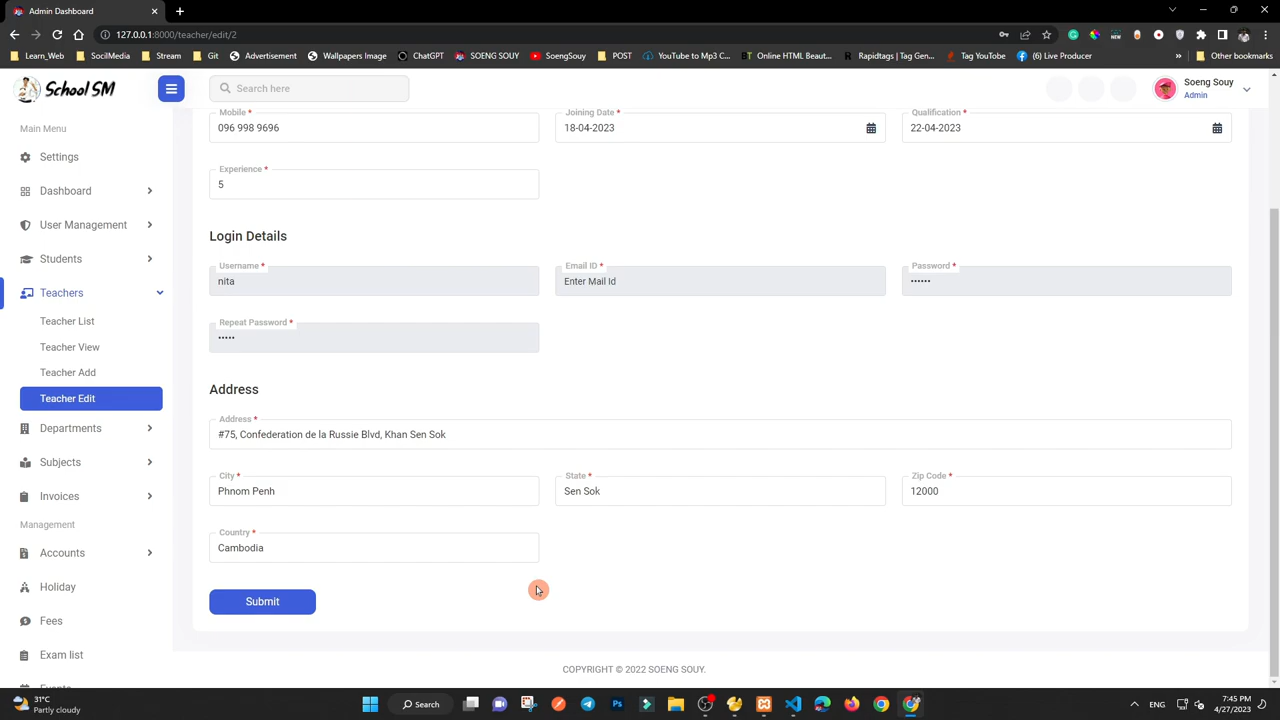 Admin Dashboard
127.0.0.1:8000/teacher/edit/2
Learn_Web SocilMedia Git Advertisement Wallpapers Image ChatGPT SOENG SOUY SoengSouy POST YouTube to Mp3 C... Online HTML Beauty... Rapidtags | Tag Gen... Tag YouTube (6) Live Producer » Other bookmarks
School SM
Search here
Soeng Souy
Admin
Main Menu
Settings
Dashboard
User Management
Students
Teachers
Teacher List
Teacher View
Teacher Add
Teacher Edit
Departments
Subjects
Invoices
Management
Accounts
Holiday
Fees
Exam list
Events
Mobile * Joining Date * Qualification *
096 998 9696 18-04-2023 22-04-2023
Experience *
5
Login Details
Username * Email ID * Password *
nita Enter Mail Id ••••••
Repeat Password *
•••••
Address
Address *
#75, Confederation de la Russie Blvd, Khan Sen Sok
City * State * Zip Code *
Phnom Penh Sen Sok 12000
Country *
Cambodia
Submit
COPYRIGHT © 2022 SOENG SOUY.
31°C
Partly cloudy
Search
ENG
7:45 PM
4/27/2023